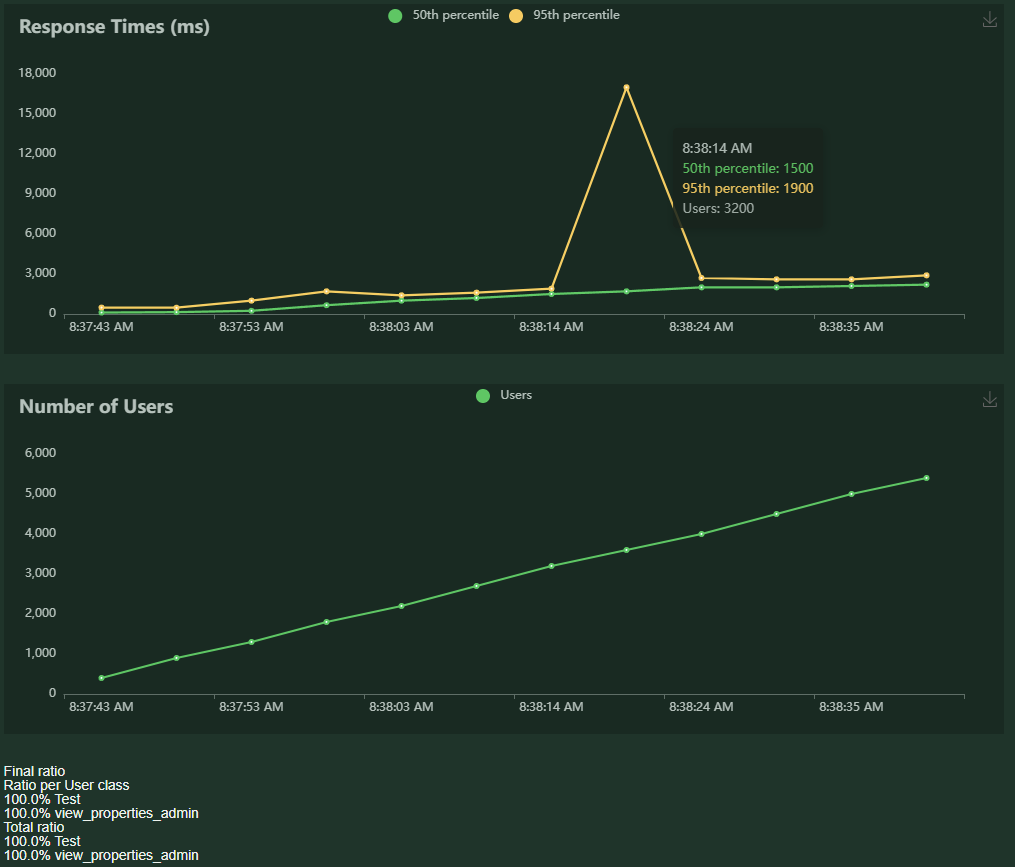 Response Times (ms)
50th percentile
95th percentile
18,000
15,000
12,000
9,000
6,000
3,000
0
8:38:14 AM
50th percentile: 1500
95th percentile: 1900
Users: 3200
8:37:43 AM
8:37:53 AM
8:38:03 AM
8:38:14 AM
8:38:24 AM
8:38:35 AM
Number of Users
Users
6,000
5,000
4,000
3,000
2,000
1,000
0
8:37:43 AM
8:37:53 AM
8:38:03 AM
8:38:14 AM
8:38:24 AM
8:38:35 AM
Final ratio
Ratio per User class
100.0% Test
100.0% view_properties_admin
Total ratio
100.0% Test
100.0% view_properties_admin